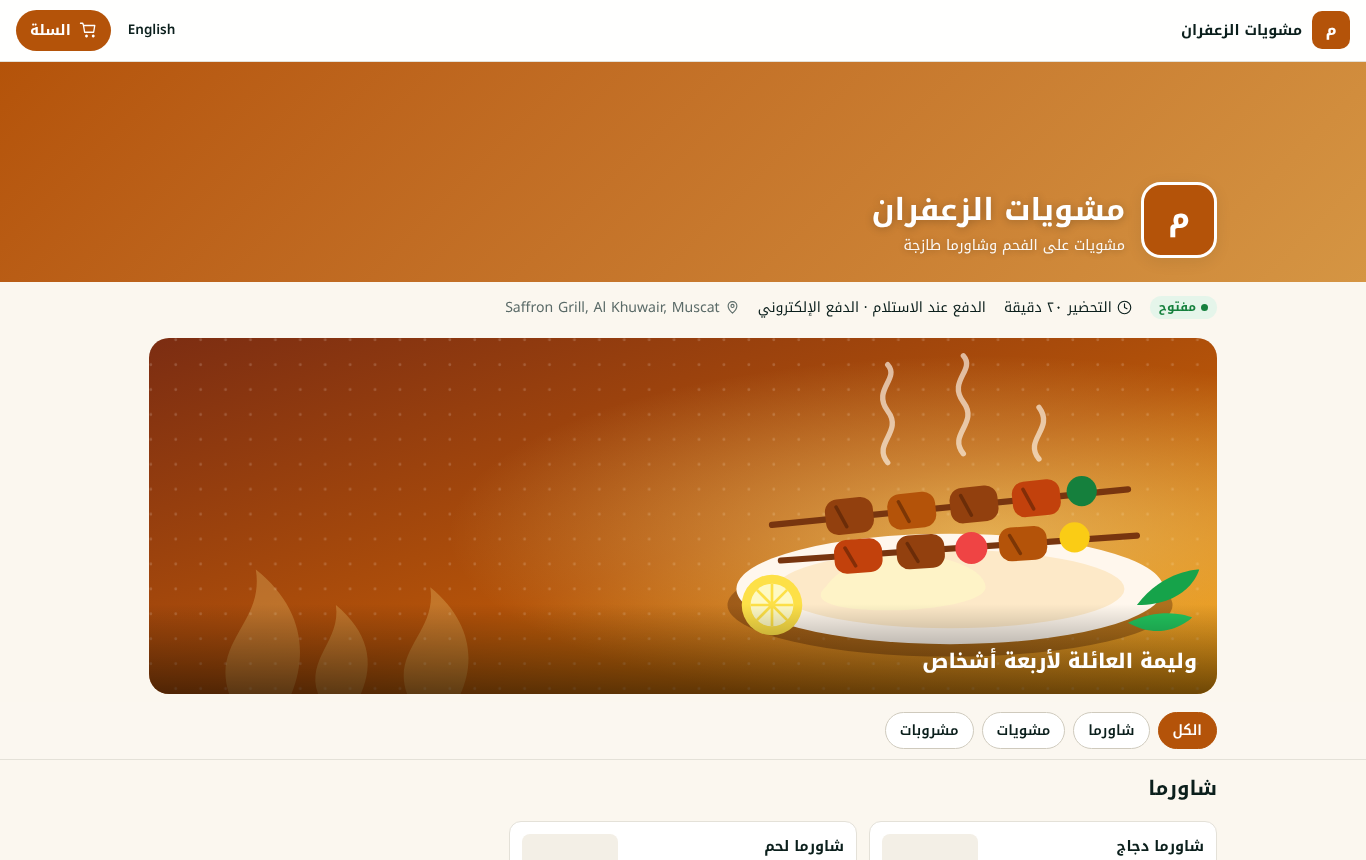 م مشويات الزعفران
English
السلة
م
مشويات الزعفران
مشويات على الفحم وشاورما طازجة
مفتوح
التحضير ٢٠ دقيقة
الدفع عند الاستلام · الدفع الإلكتروني
Saffron Grill, Al Khuwair, Muscat
وليمة العائلة لأربعة أشخاص
الكل
شاورما
مشويات
مشروبات
شاورما
شاورما دجاج
شاورما لحم